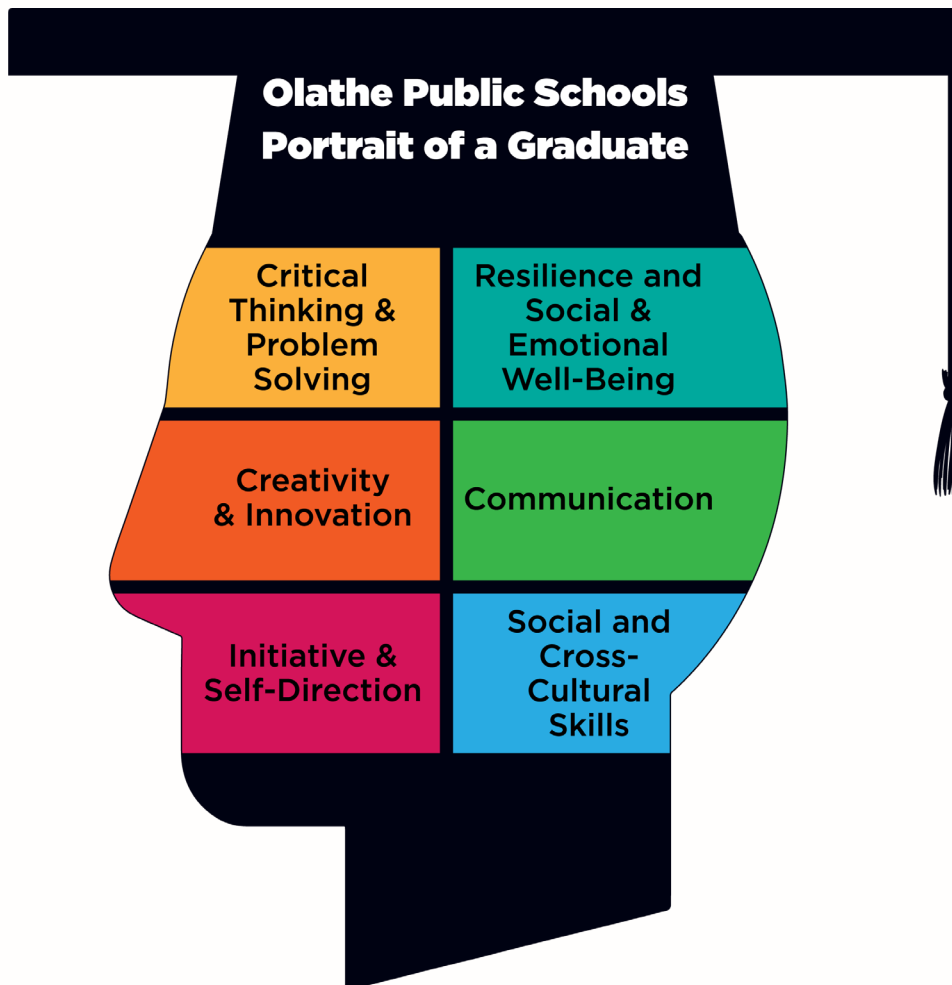 Olathe Public Schools
Portrait of a Graduate
Critical
Thinking &
Problem
Solving
Resilience and
Social &
Emotional
Well-Being
Creativity
& Innovation
Communication
Initiative &
Self-Direction
Social and
Cross-
Cultural
Skills